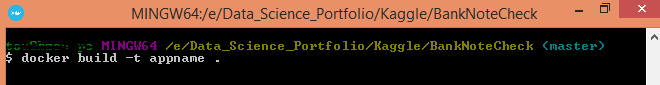 MINGW64:/e/Data_Science_Portfolio/Kaggle/BankNoteCheck
MINGW64 /e/Data_Science_Portfolio/Kaggle/BankNoteCheck (master)
$ docker build -t appname .